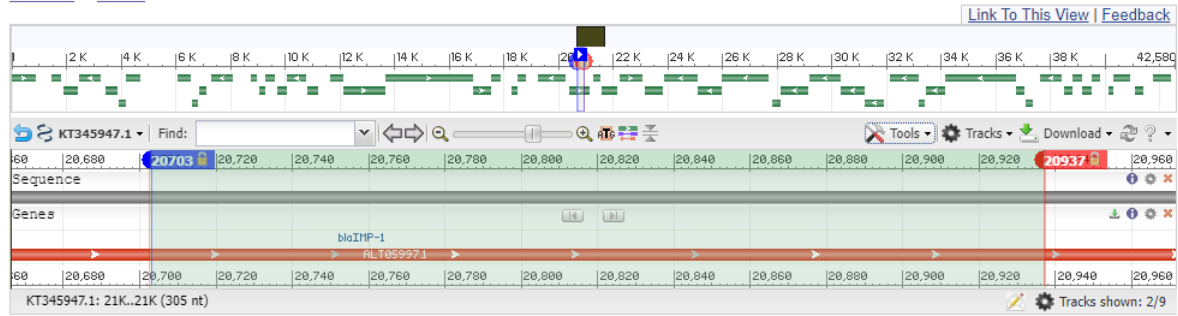 Link To This View | Feedback
2 K 4 K 6 K 8 K 10 K 12 K 14 K 16 K 18 K 20 22 K 24 K 26 K 28 K 30 K 32 K 34 K 36 K 38 K 42,580
KT345947.1 Find: ATG Tools Tracks Download ?
660 20,680 20703 20,720 20,740 20,760 20,780 20,800 20,820 20,840 20,860 20,880 20,900 20,920 20937 20,960
Sequence
Genes
blaIMP-1
ALT05997.1
660 20,680 20,700 20,720 20,740 20,760 20,780 20,800 20,820 20,840 20,860 20,880 20,900 20,920 20,940 20,960
KT345947.1: 21K..21K (305 nt) Tracks shown: 2/9